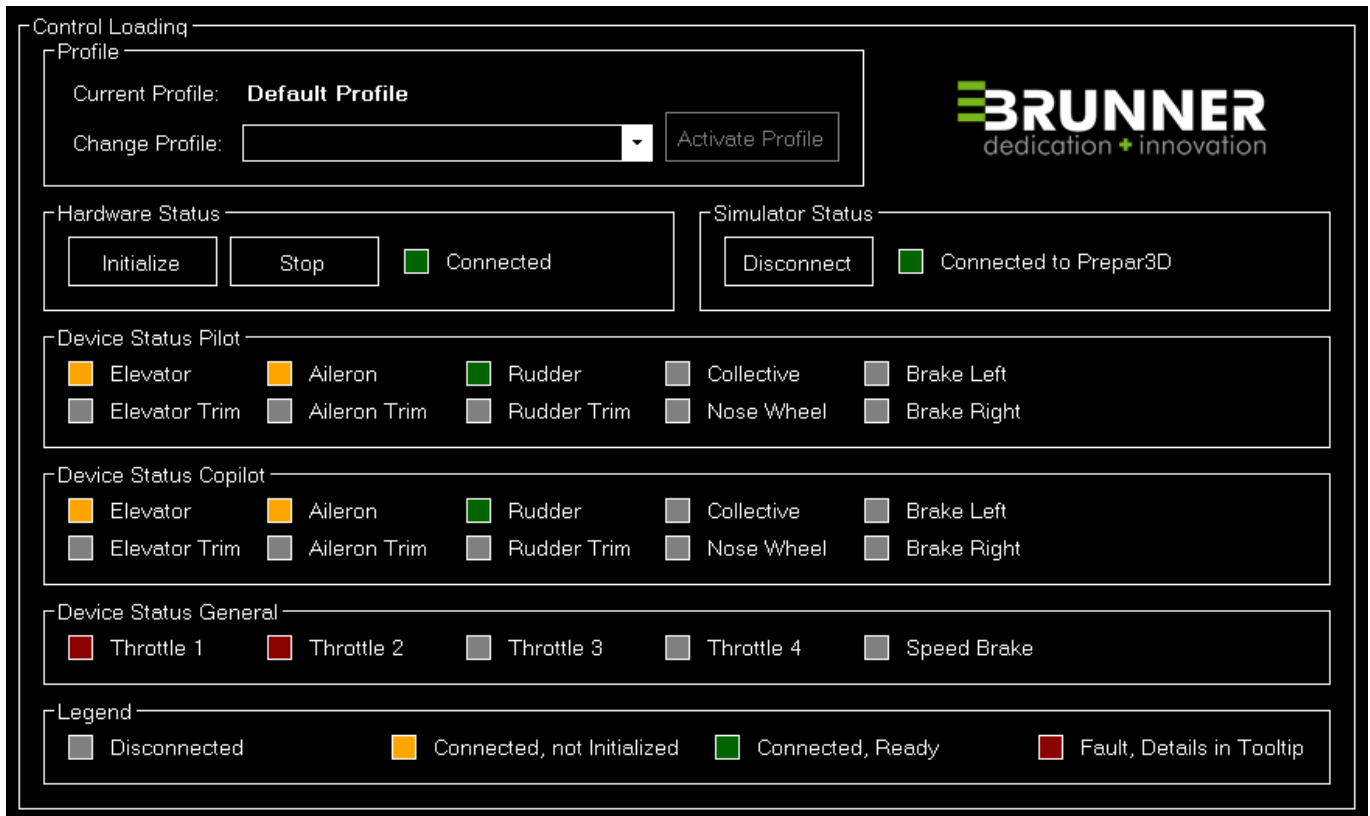 Control Loading
Profile
Current Profile: Default Profile
Change Profile: Activate Profile
BRUNNER
dedication + innovation
Hardware Status
Initialize Stop Connected
Simulator Status
Disconnect Connected to Prepar3D
Device Status Pilot
Elevator Aileron Rudder Collective Brake Left
Elevator Trim Aileron Trim Rudder Trim Nose Wheel Brake Right
Device Status Copilot
Elevator Aileron Rudder Collective Brake Left
Elevator Trim Aileron Trim Rudder Trim Nose Wheel Brake Right
Device Status General
Throttle 1 Throttle 2 Throttle 3 Throttle 4 Speed Brake
Legend
Disconnected Connected, not Initialized Connected, Ready Fault, Details in Tooltip